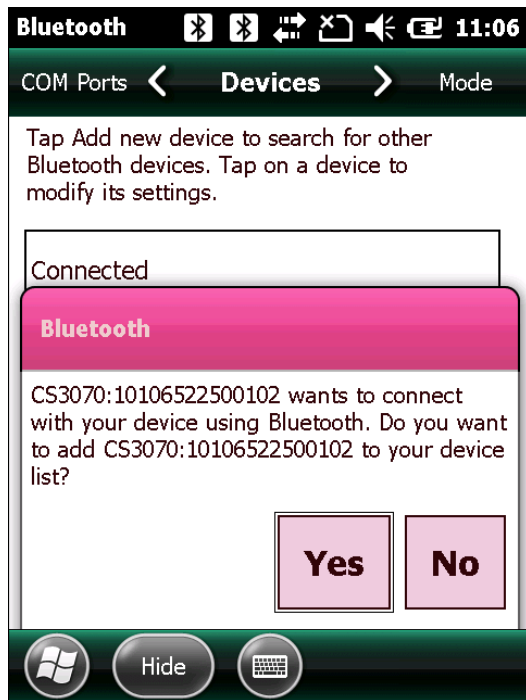 Bluetooth 11:06
COM Ports Devices Mode
Tap Add new device to search for other
Bluetooth devices. Tap on a device to
modify its settings.
Connected
Bluetooth
CS3070:10106522500102 wants to connect
with your device using Bluetooth. Do you want
to add CS3070:10106522500102 to your device
list?
Yes No
Hide